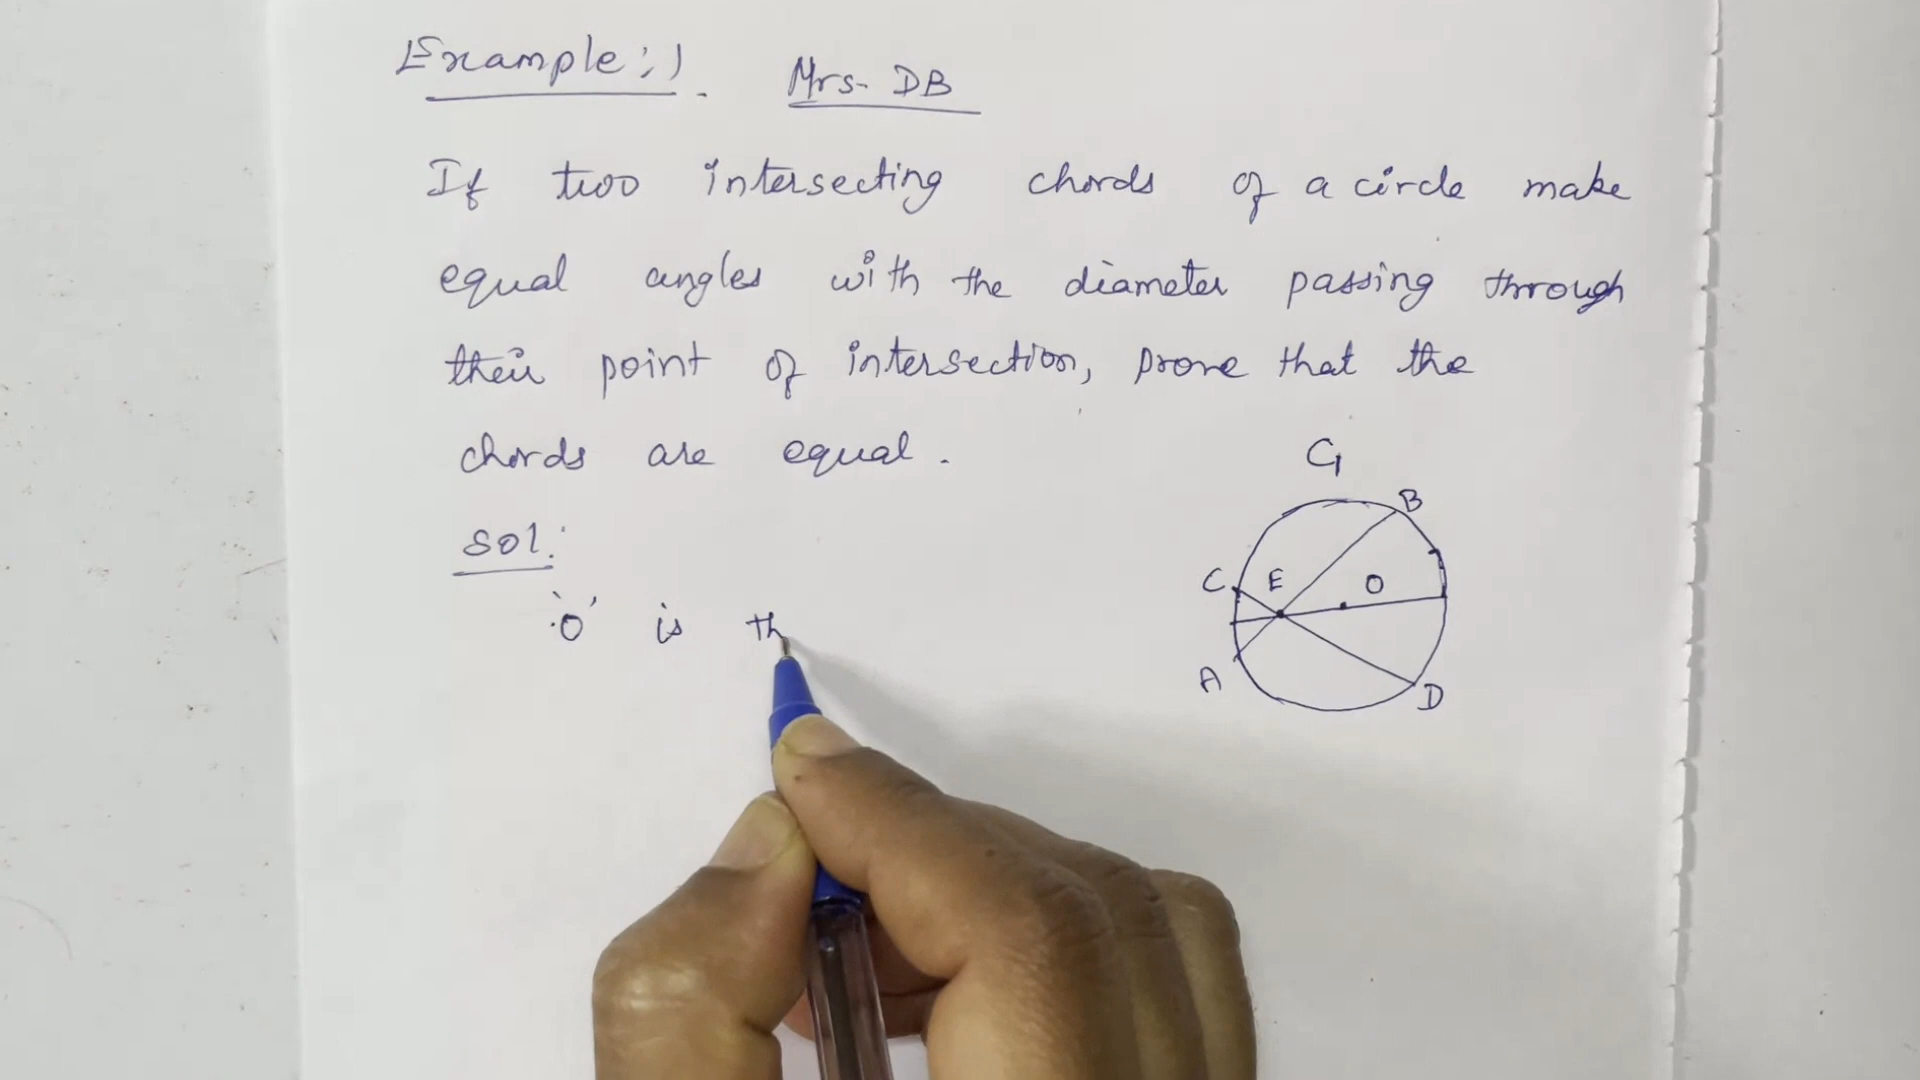 Example:1. Mrs. DB
If two intersecting chords of a circle make
equal angles with the diameter passing through
their point of intersection, prove that the
chords are equal.
Sol:
'O' is th
C1
B
C E O
A
D